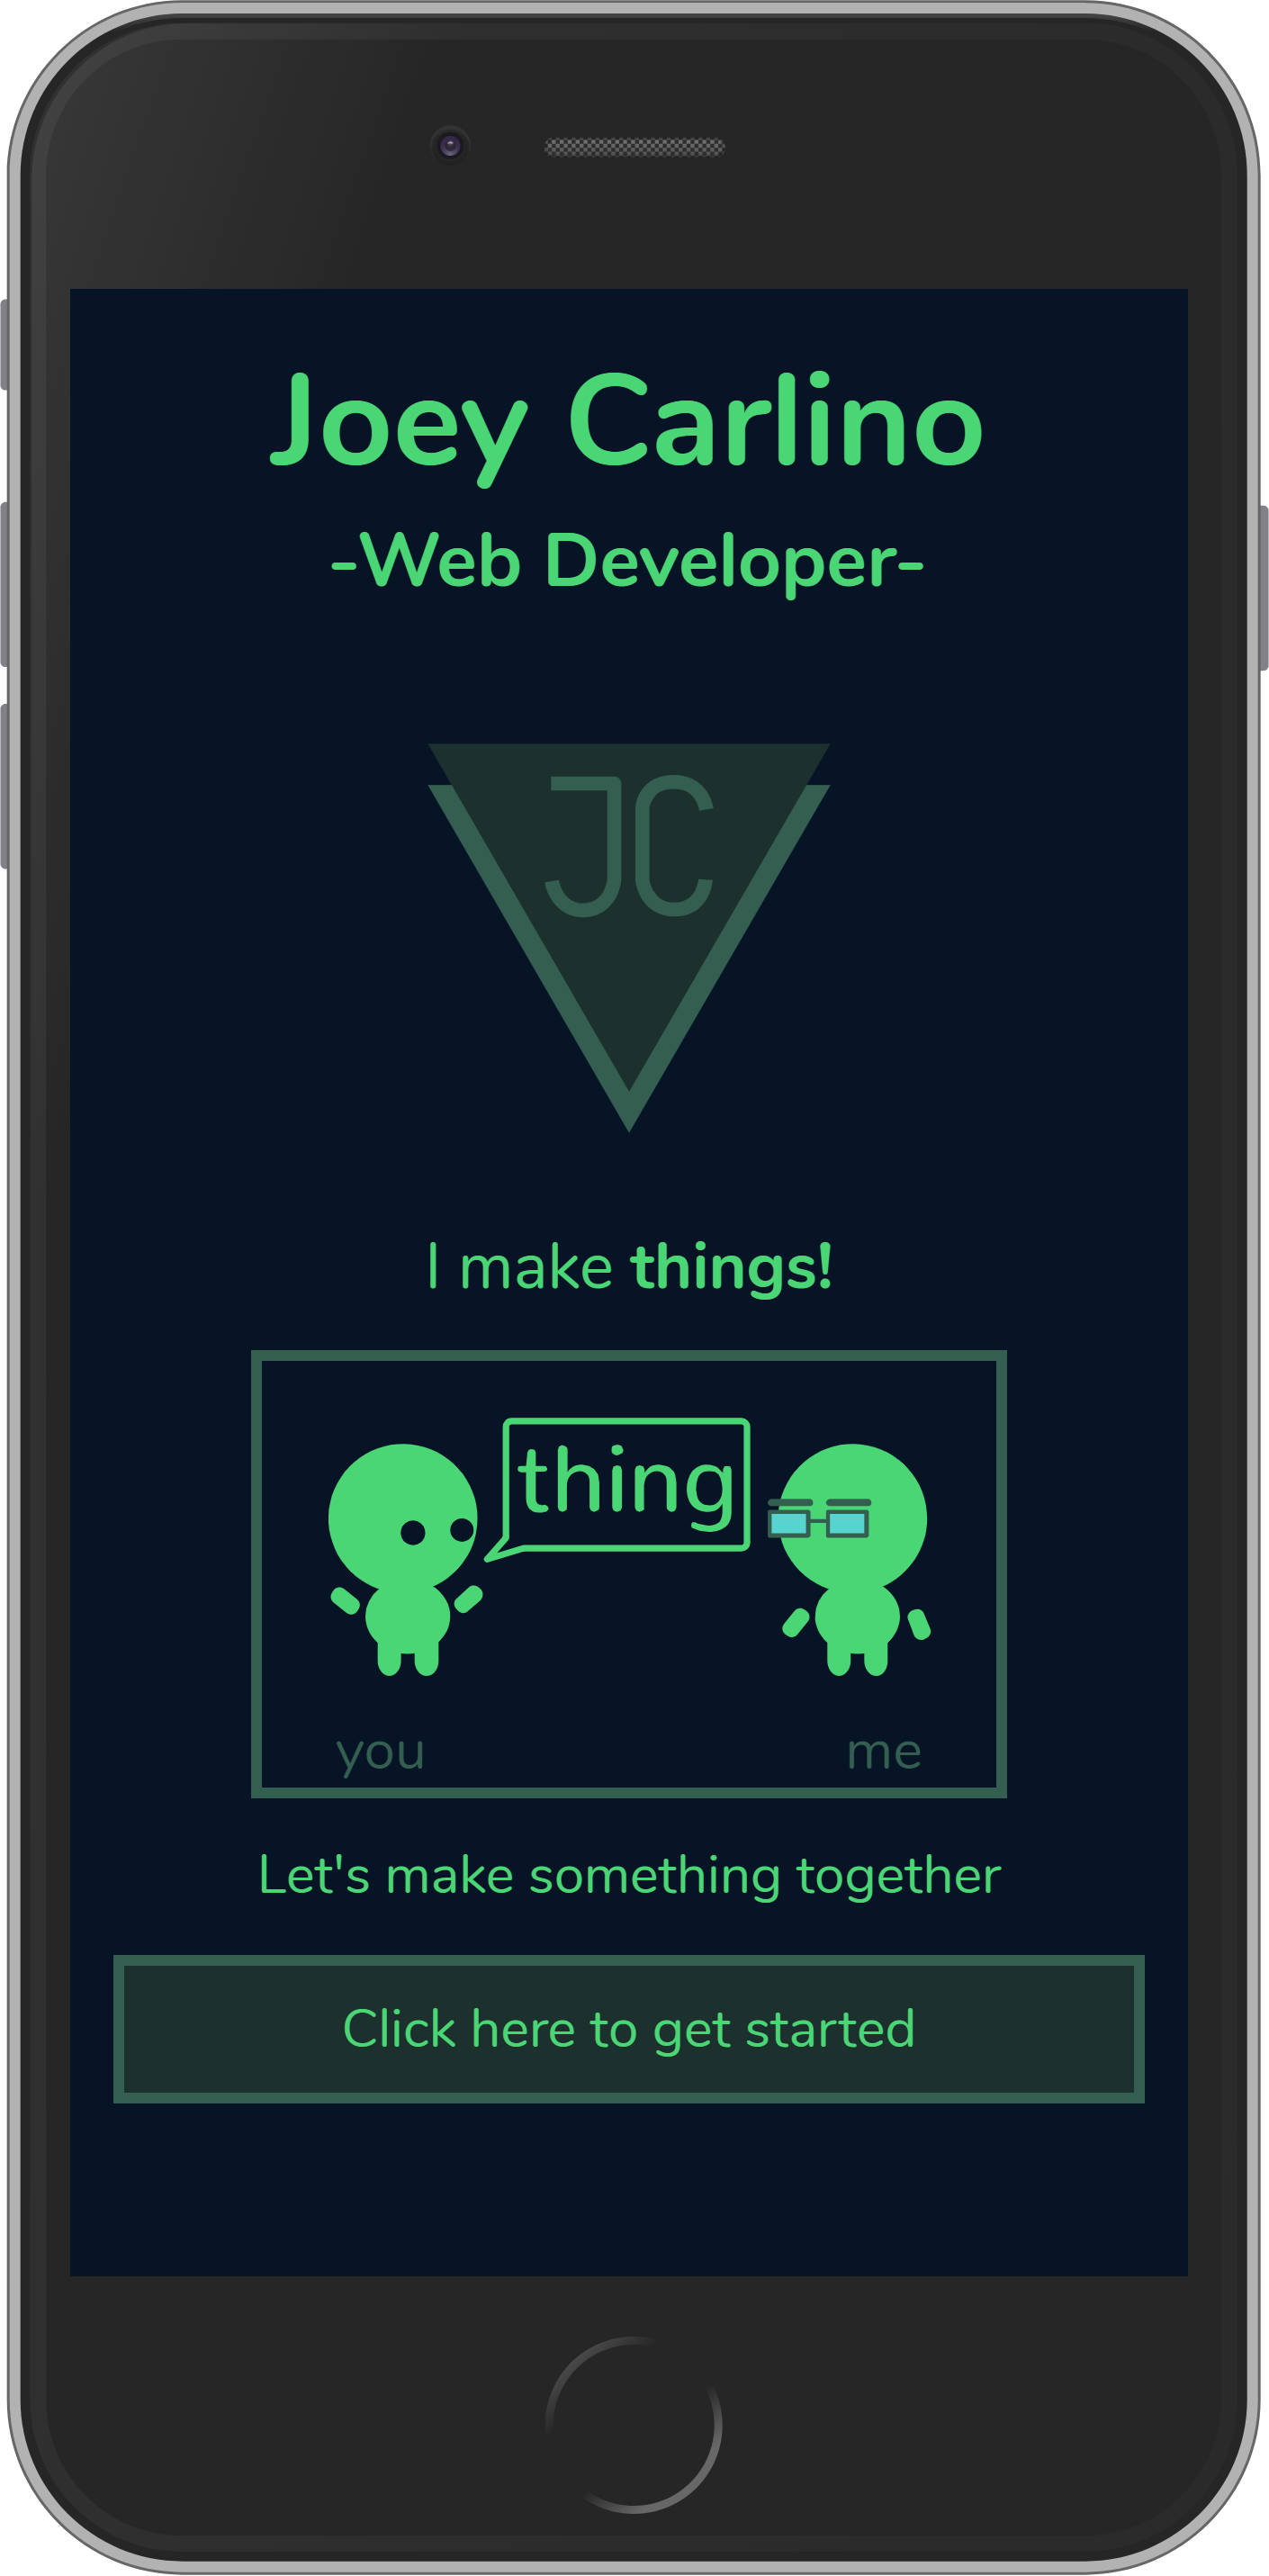 Joey Carlino
-Web Developer-
JC
I make things!
thing
you me
Let's make something together
Click here to get started